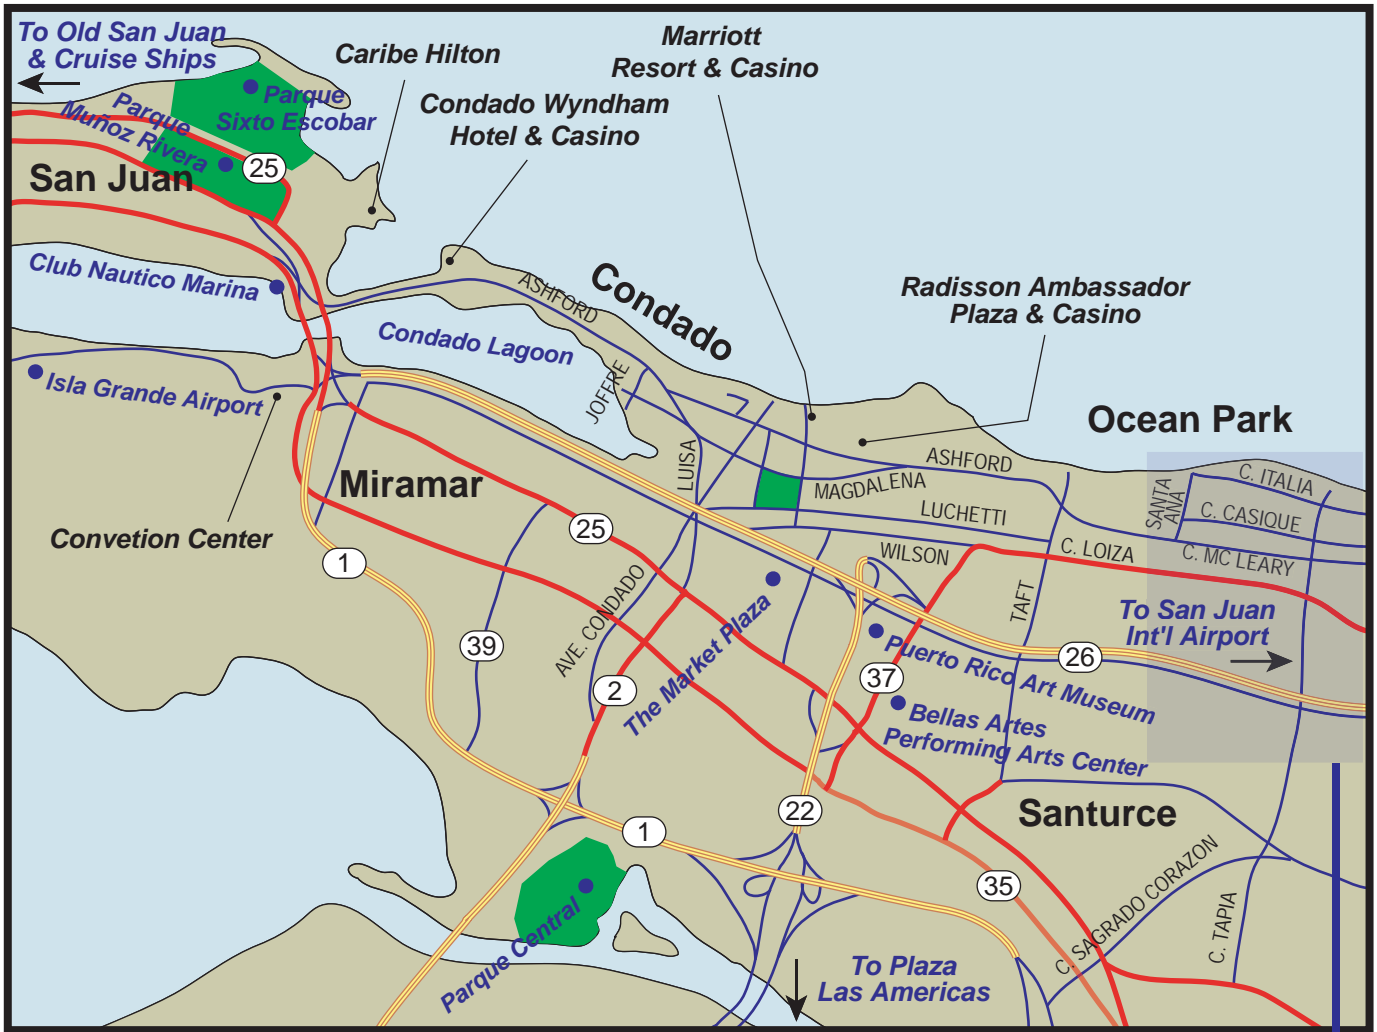 To Old San Juan
& Cruise Ships
Caribe Hilton
Marriott
Resort & Casino
Condado Wyndham
Hotel & Casino
Parque
Sixto Escobar
Parque
Muñoz Rivera
25
San Juan
Club Nautico Marina
ASHFORD
Condado
Radisson Ambassador
Plaza & Casino
Condado Lagoon
Isla Grande Airport
JOFFRE
Ocean Park
LUISA
ASHFORD
MAGDALENA
LUCHETTI
WILSON
C. LOIZA
C. ITALIA
SANTA
ANA
C. CASIQUE
C. MC LEARY
Miramar
Convetion Center
25
1
39
AVE. CONDADO
2
The Market Plaza
TAFT
To San Juan
Int'l Airport
26
Puerto Rico Art Museum
37
Bellas Artes
Performing Arts Center
22
1
Santurce
35
C. SAGRADO CORAZON
C. TAPIA
Parque Central
To Plaza
Las Americas